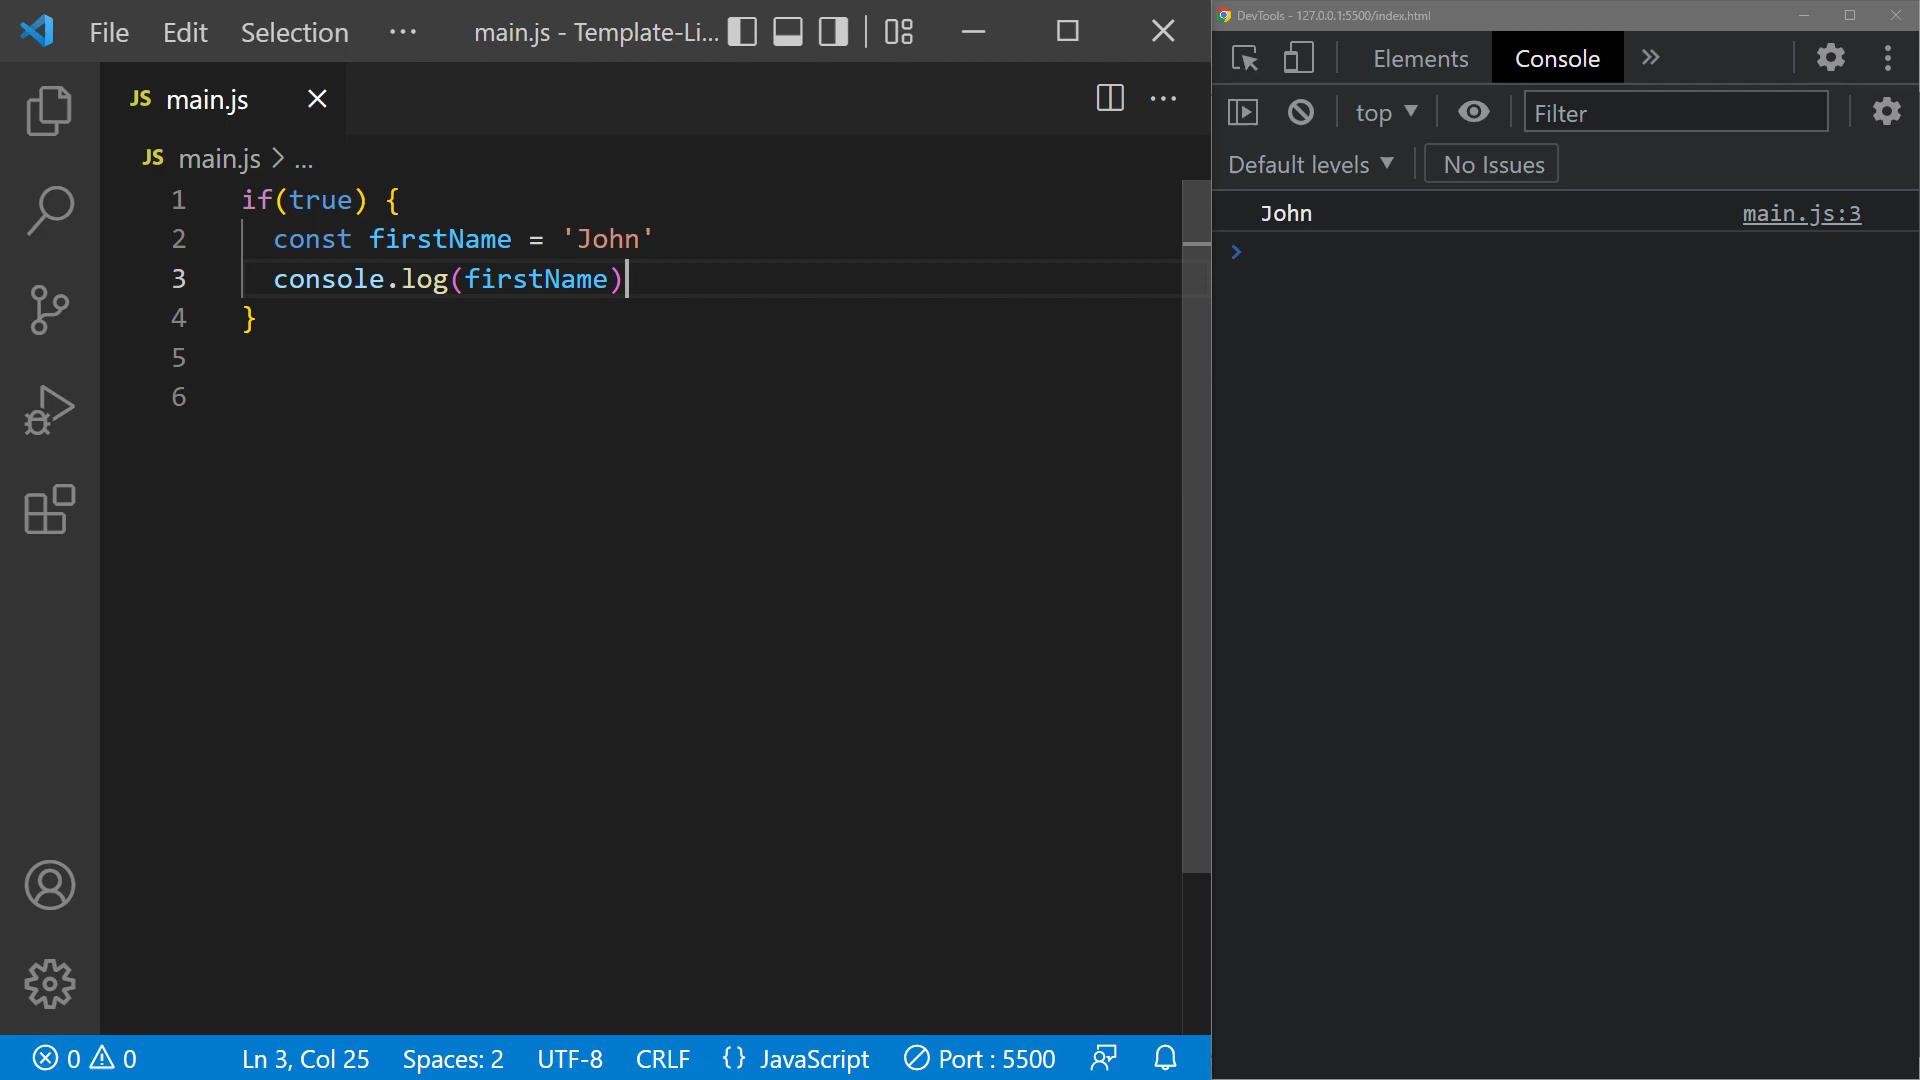 File Edit Selection ··· main.js - Template-Li...
JS main.js
JS main.js > ...
1 if(true) {
2 const firstName = 'John'
3 console.log(firstName)
4 }
5
6
0 0 Ln 3, Col 25 Spaces: 2 UTF-8 CRLF {} JavaScript Port : 5500
DevTools - 127.0.0.1:5500/index.html
Elements Console »
top Filter
Default levels No Issues
John main.js:3
>